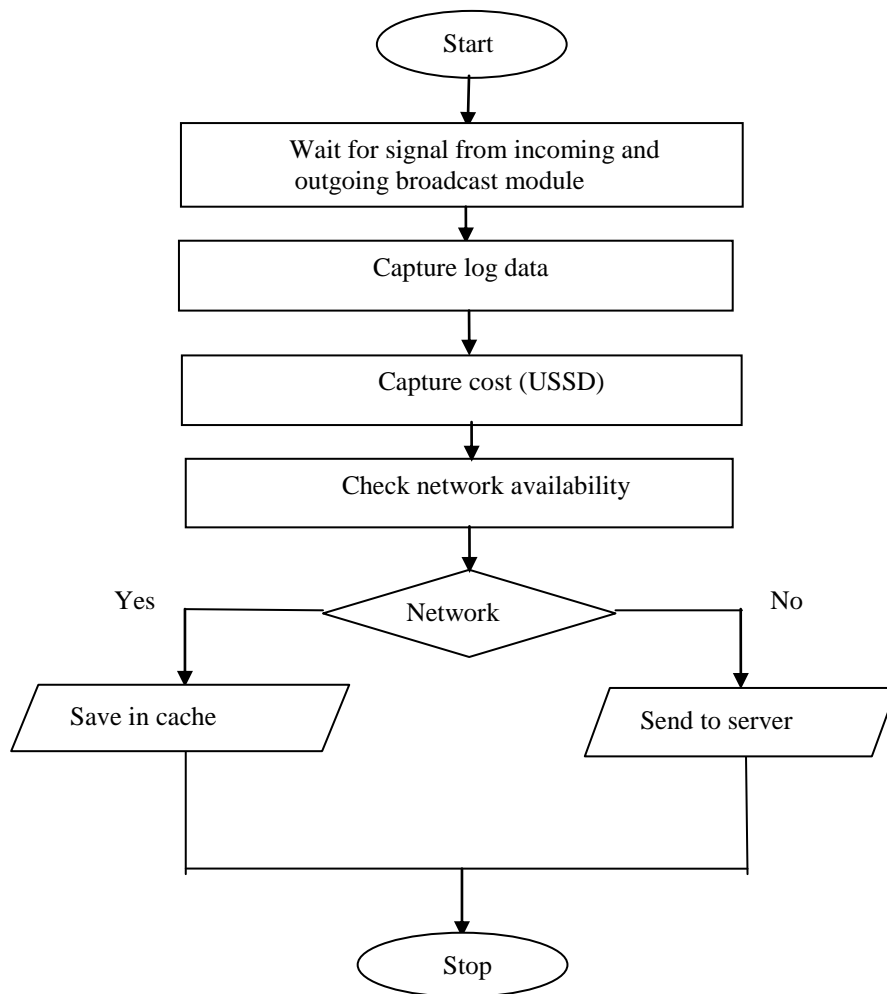 Start
Wait for signal from incoming and
outgoing broadcast module
Capture log data
Capture cost (USSD)
Check network availability
Yes
Network
No
Save in cache
Send to server
Stop